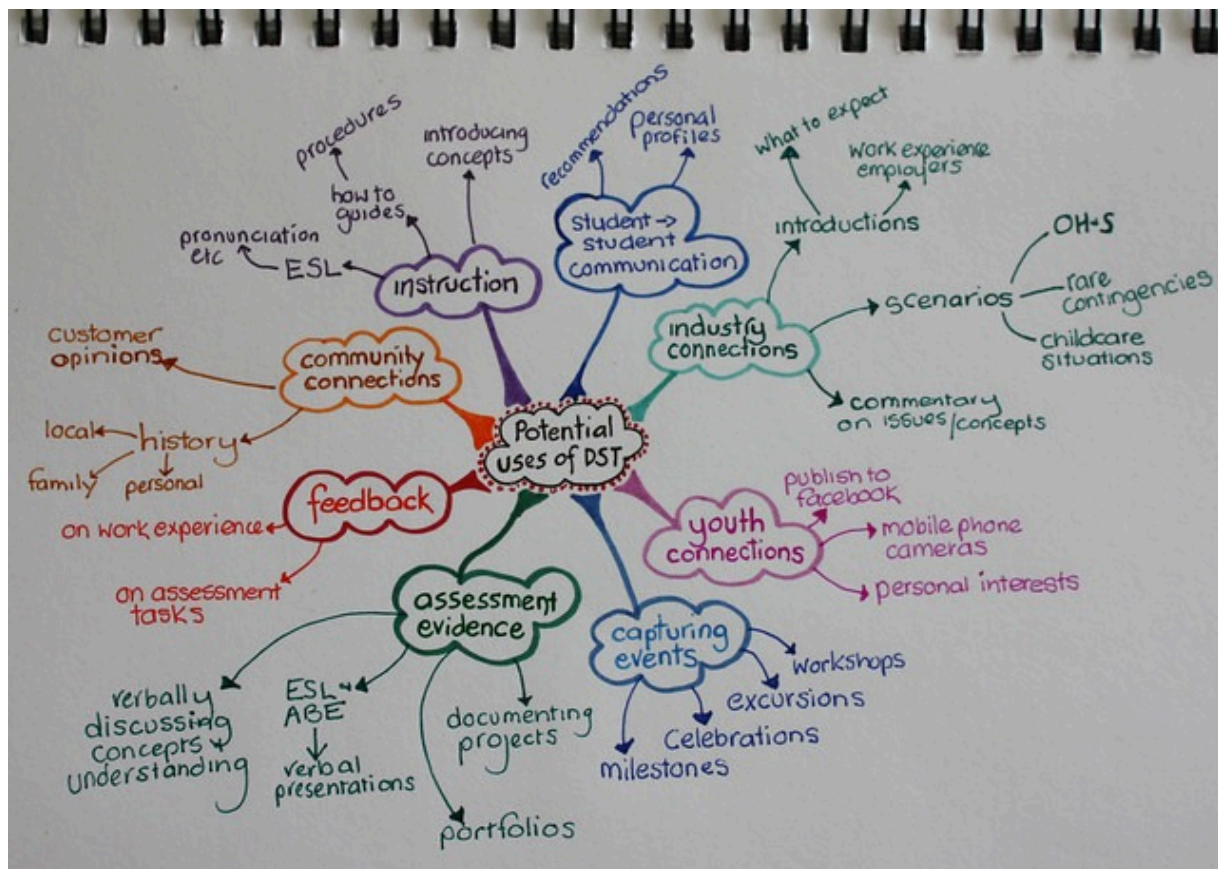 Potential
uses of DST
instruction
introducing
concepts
how to
guides
procedures
ESL
pronunciation
etc
student →
student
communication
recommendations
personal
profiles
industry
connections
introductions
what to expect
work experience
employers
scenarios
OH+S
rare
contingencies
childcare
situations
commentary
on issues/concepts
youth
connections
publish to
facebook
mobile phone
cameras
personal interests
capturing
events
workshops
excursions
celebrations
milestones
assessment
evidence
documenting
projects
portfolios
ESL +
ABE
verbal
presentations
verbally
discussing
concepts +
understanding
feedback
on work experience
on assessment
tasks
community
connections
customer
opinions
history
local
family
personal